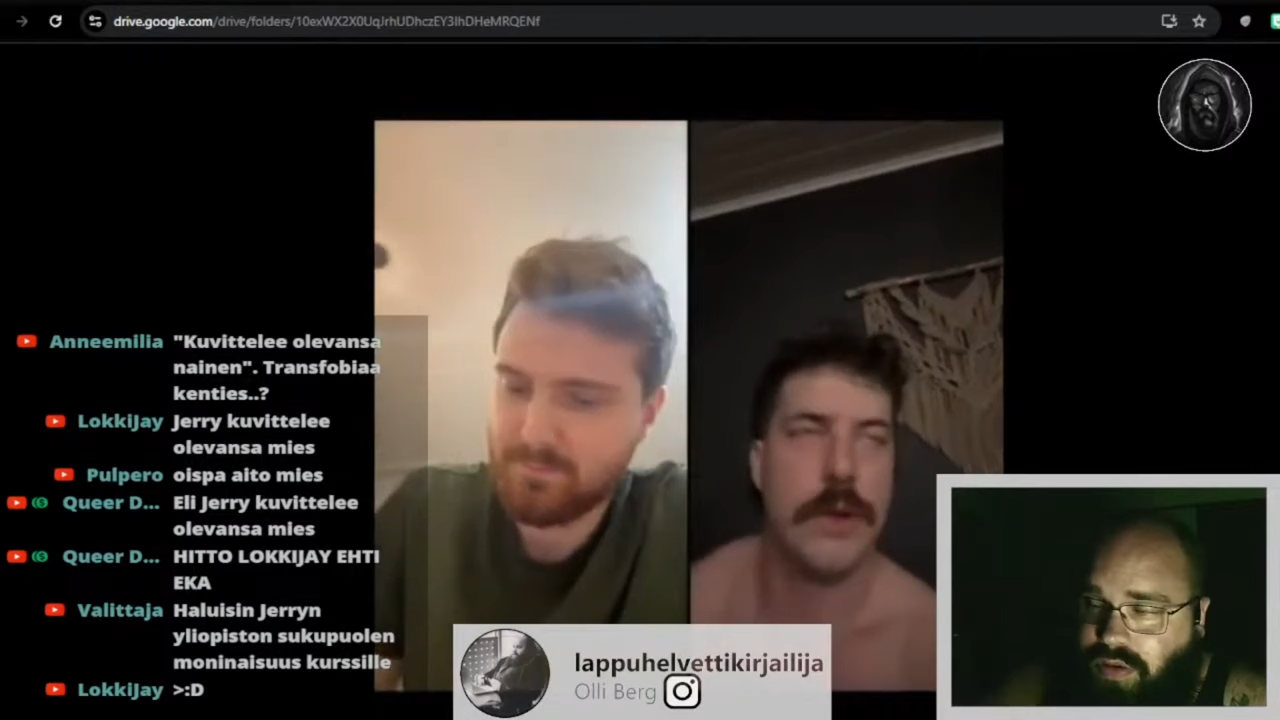 drive.google.com/drive/folders/10exWX2X0UqJrhUDhczEY3IhDHeMRQENf
Anneemilia "Kuvittelee olevansa
nainen". Transfobiaa
kenties..?
LokkiJay Jerry kuvittelee
olevansa mies
Pulpero oispa aito mies
Queer D... Eli Jerry kuvittelee
olevansa mies
Queer D... HITTO LOKKIJAY EHTI
EKA
Valittaja Haluisin Jerryn
yliopiston sukupuolen
moninaisuus kurssille
LokkiJay >:D
lappuhelvettikirjailija
Olli Berg